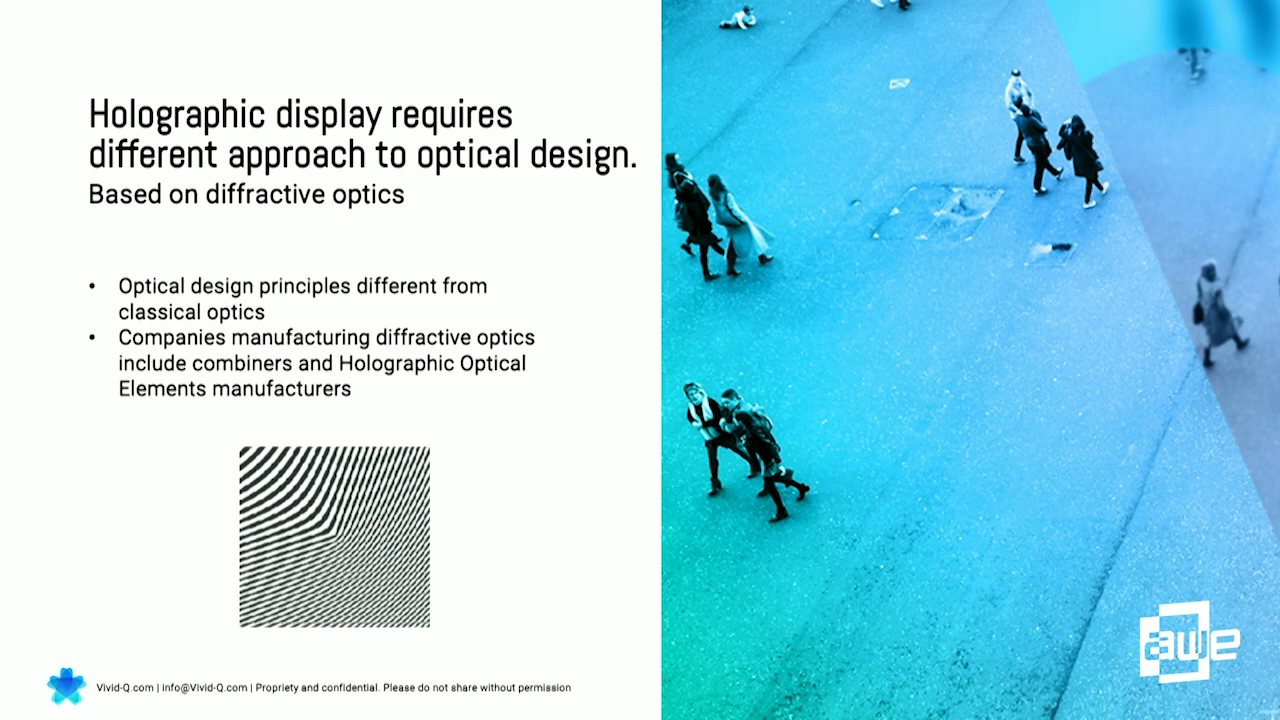 Holographic display requires
different approach to optical design.
Based on diffractive optics
• Optical design principles different from
classical optics
• Companies manufacturing diffractive optics
include combiners and Holographic Optical
Elements manufacturers
Vivid-Q.com | info@Vivid-Q.com | Propriety and confidential. Please do not share without permission
awe